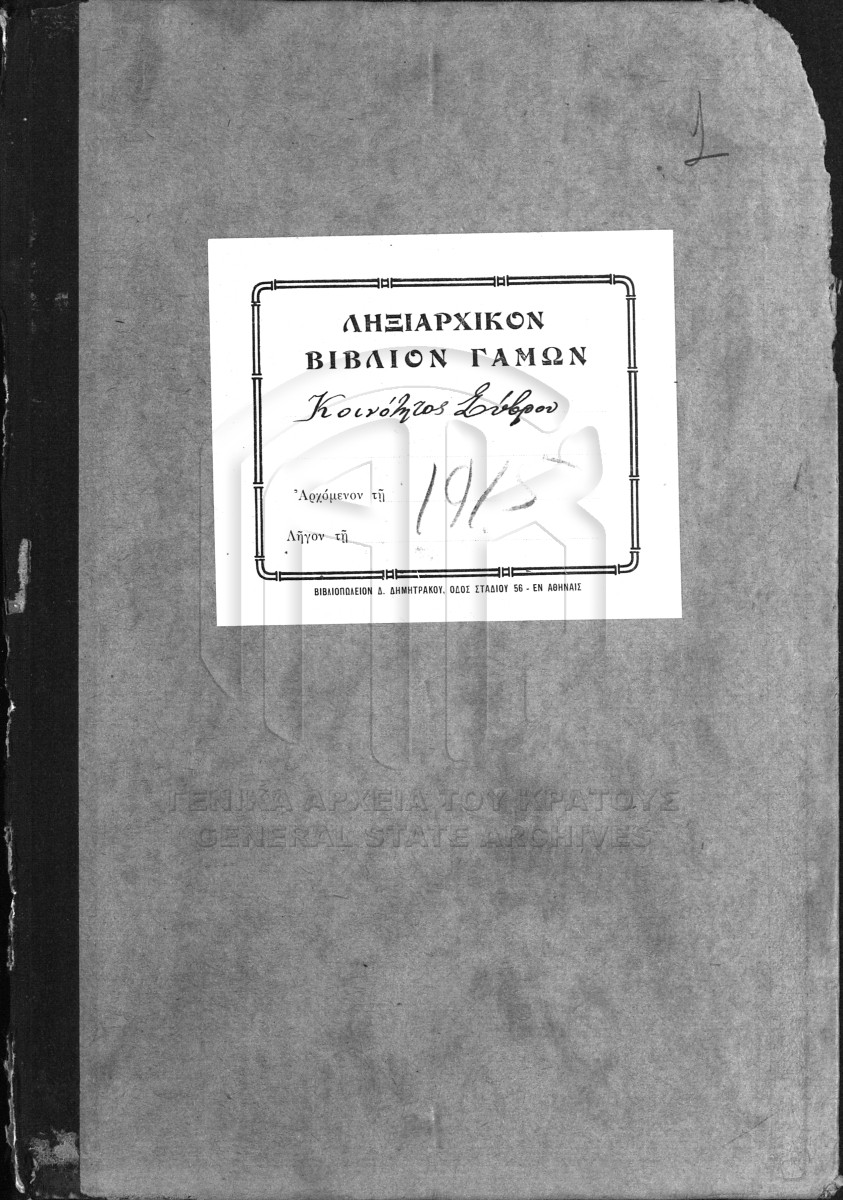 1
ΛΗΞΙΑΡΧΙΚΟΝ
ΒΙΒΛΙΟΝ ΓΑΜΩΝ
Κοινότητος Σύβρου
Ἀρχόμενον τῇ 1915
Λῆγον τῇ
ΒΙΒΛΙΟΠΩΛΕΙΟΝ Δ. ΔΗΜΗΤΡΑΚΟΥ, ΟΔΟΣ ΣΤΑΔΙΟΥ 56 - ΕΝ ΑΘΗΝΑΙΣ
ΓΕΝΙΚΑ ΑΡΧΕΙΑ ΤΟΥ ΚΡΑΤΟΥΣ
GENERAL STATE ARCHIVES